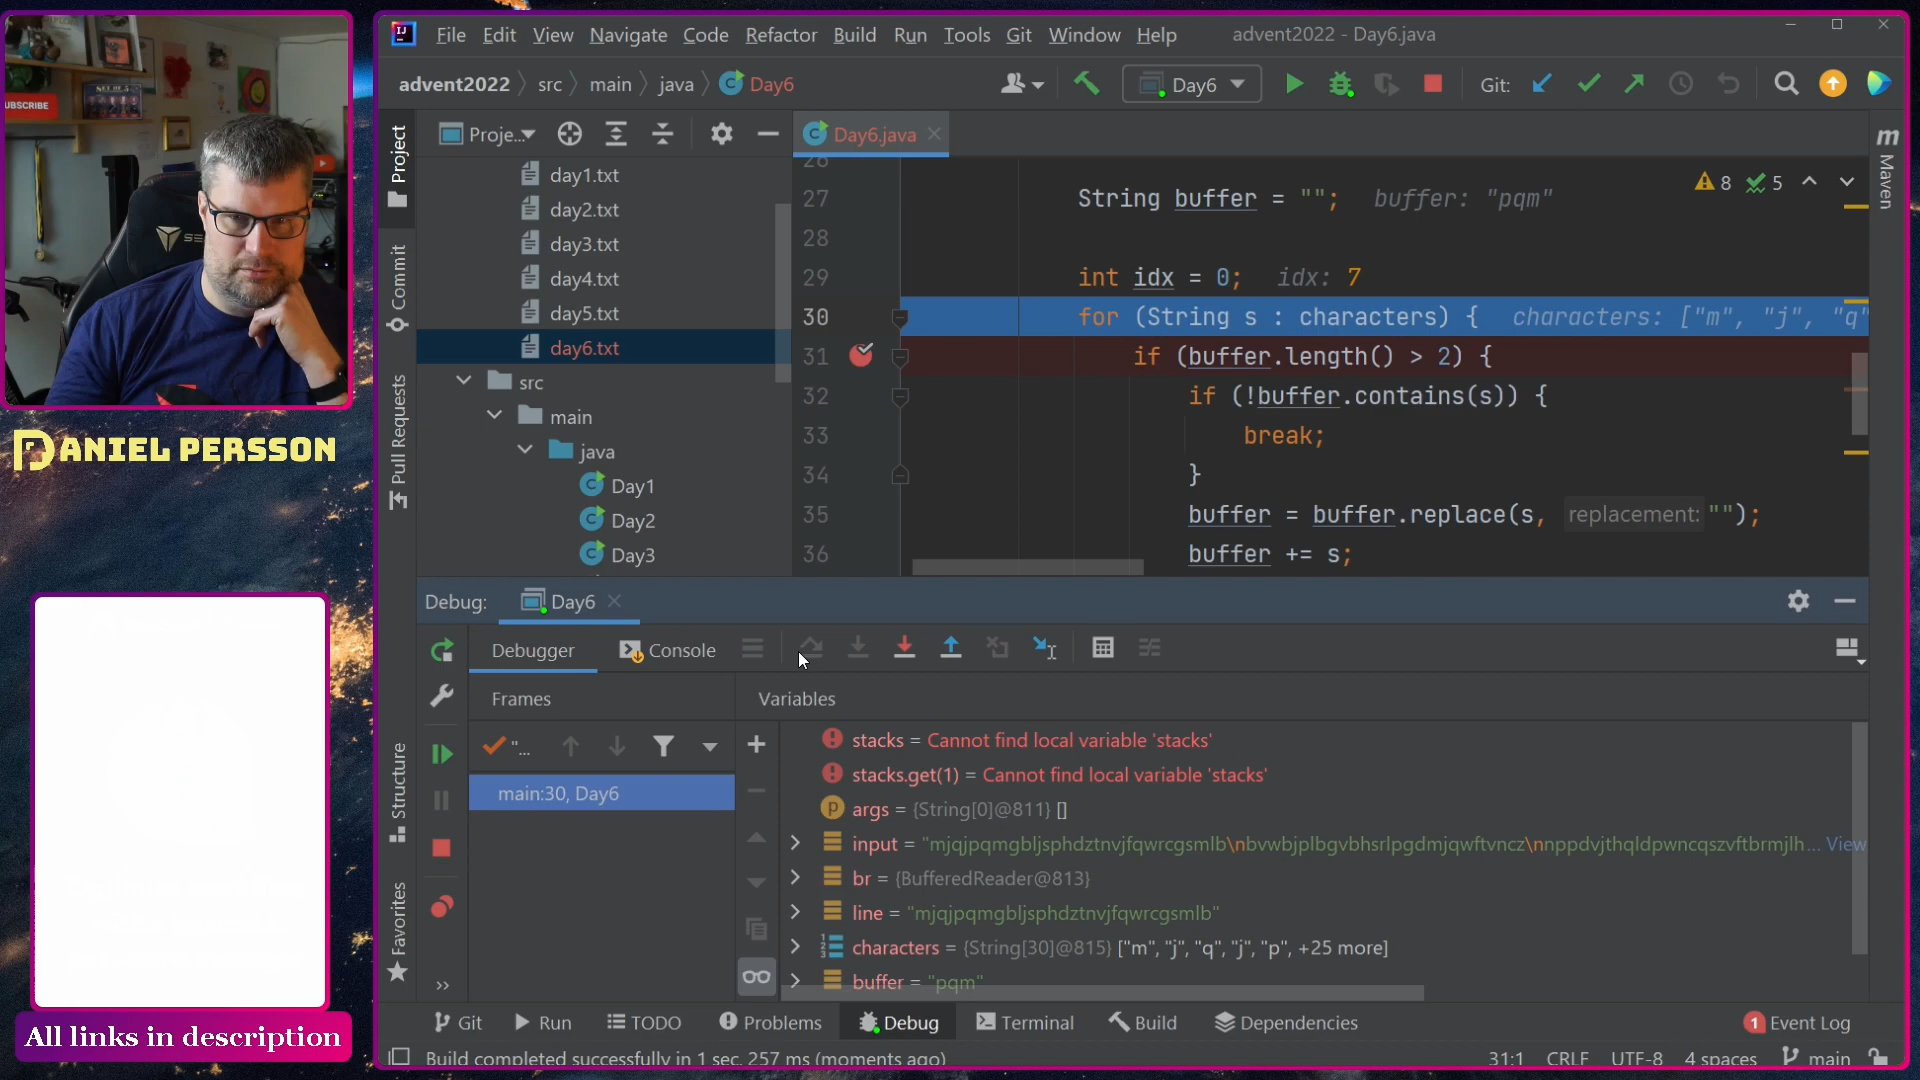 File Edit View Navigate Code Refactor Build Run Tools Git Window Help advent2022 - Day6.java
advent2022 src main java Day6 Day6 Git:
Project
Proje... Day6.java
Maven
day1.txt
day2.txt
day3.txt
day4.txt
day5.txt
day6.txt
src
main
java
Day1
Day2
Day3
Commit
Pull Requests
8 5
26
27 String buffer = ""; buffer: "pqm"
28
29 int idx = 0; idx: 7
30 for (String s : characters) { characters: ["m", "j", "q"
31 if (buffer.length() > 2) {
32 if (!buffer.contains(s)) {
33 break;
34 }
35 buffer = buffer.replace(s, replacement: "");
36 buffer += s;
SUBSCRIBE
DANIEL PERSSON
All links in description
Debug: Day6
Debugger Console
Frames Variables
"...
main:30, Day6
stacks = Cannot find local variable 'stacks'
stacks.get(1) = Cannot find local variable 'stacks'
args = {String[0]@811} []
input = "mjqjpqmgbljsphdztnvjfqwrcgsmlb\nbvwbjplbgvbhsrlpgdmjqwftvncz\nnppdvjthqldpwncqszvftbrmjlh... View
br = {BufferedReader@813}
line = "mjqjpqmgbljsphdztnvjfqwrcgsmlb"
characters = {String[30]@815} ["m", "j", "q", "j", "p", +25 more]
buffer = "pqm"
Structure
Favorites
Git Run TODO Problems Debug Terminal Build Dependencies 1 Event Log
Build completed successfully in 1 sec, 257 ms (moments ago) 31:1 CRLF UTF-8 4 spaces main